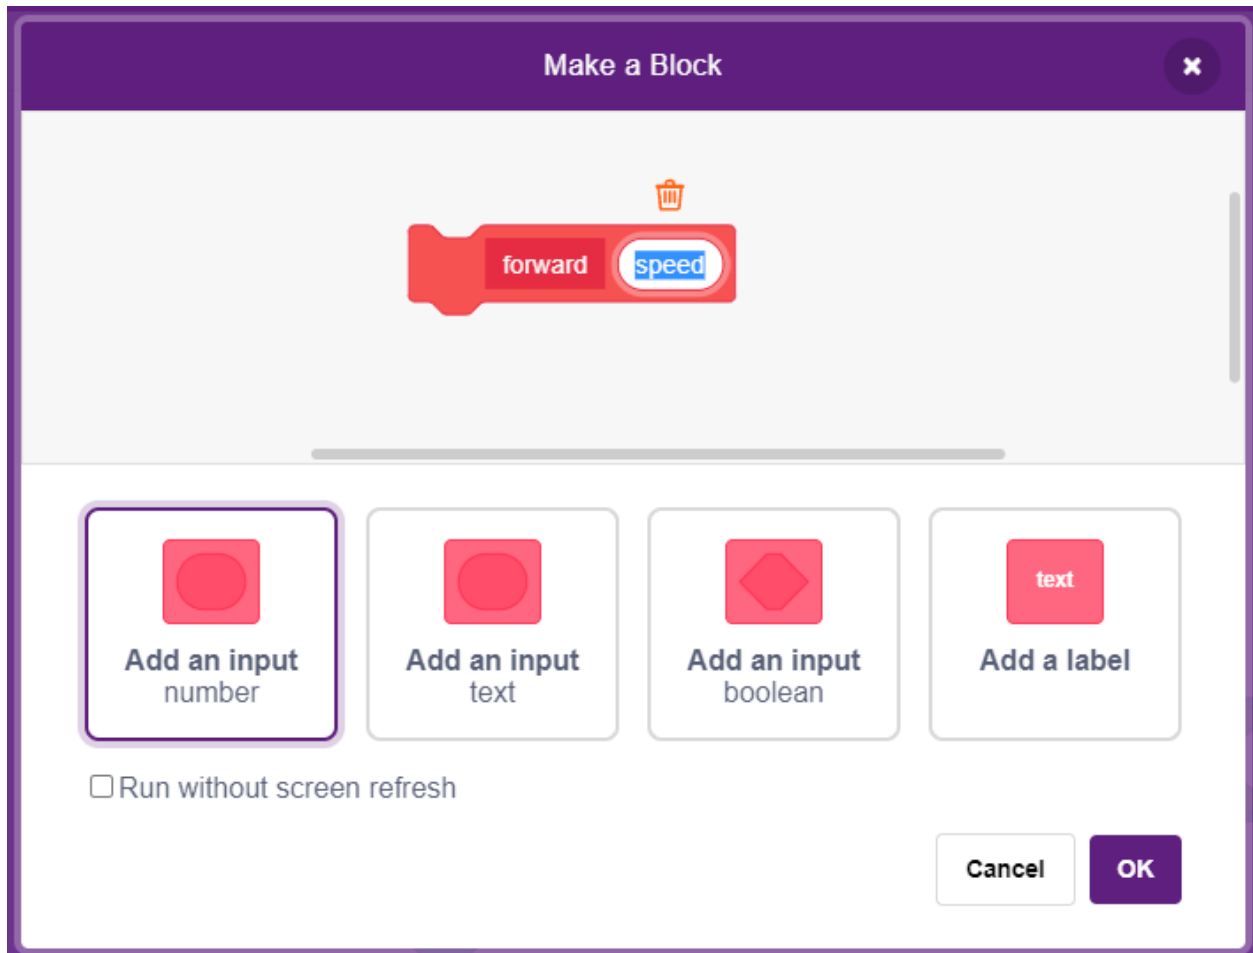 Make a Block
forward speed
text
Add an input
number
Add an input
text
Add an input
boolean
Add a label
Run without screen refresh
Cancel OK